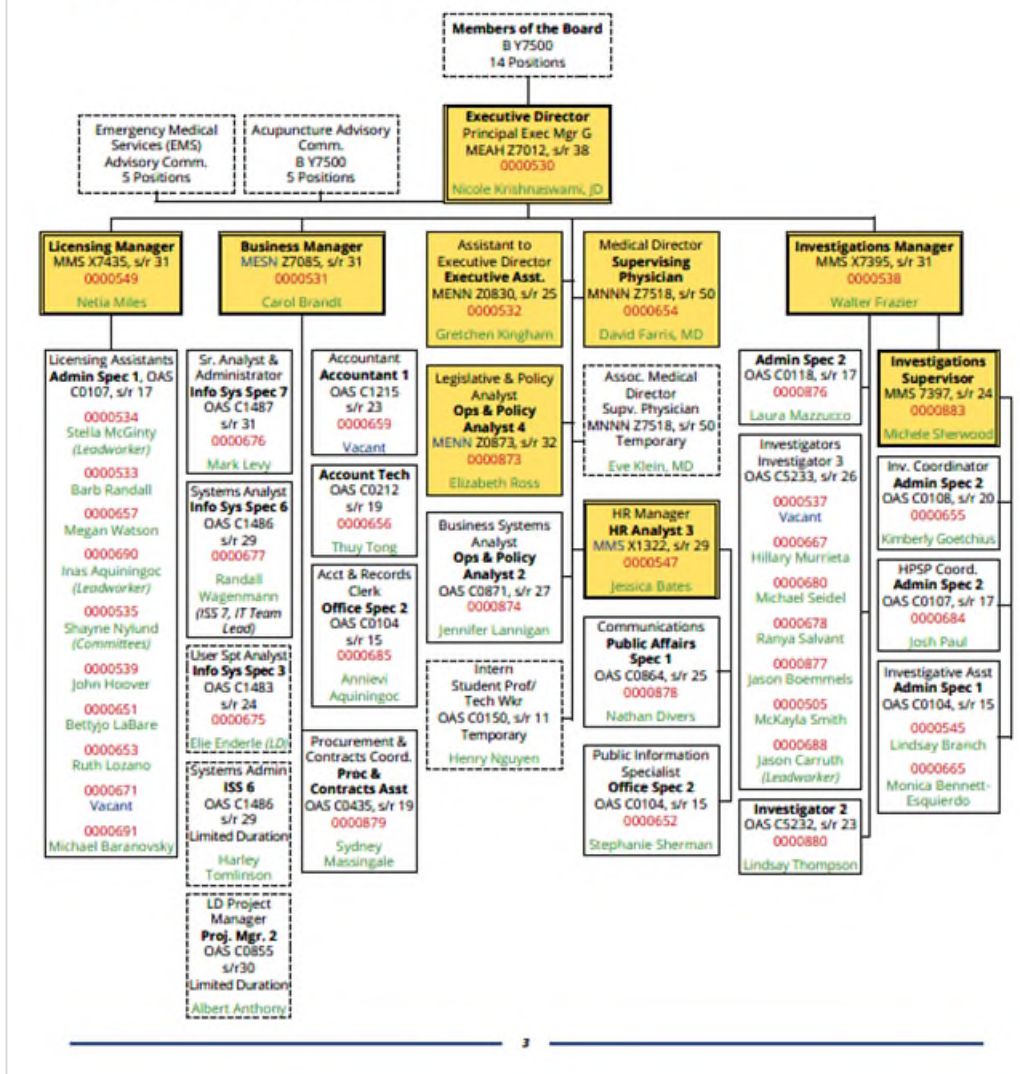 Members of the Board
B Y7500
14 Positions
Executive Director
Principal Exec Mgr G
MEAH Z7012, s/r 38
0000530
Nicole Krishnaswami, JD
Emergency Medical
Services (EMS)
Advisory Comm.
5 Positions
Acupuncture Advisory
Comm.
B Y7500
5 Positions
Licensing Manager
MMS X7435, s/r 31
0000549
Netia Miles
Business Manager
MESN Z7085, s/r 31
0000531
Carol Brandt
Assistant to
Executive Director
Executive Asst.
MENN Z0830, s/r 25
0000532
Gretchen Kingham
Medical Director
Supervising
Physician
MNNN Z7518, s/r 50
0000654
David Farris, MD
Investigations Manager
MMS X7395, s/r 31
0000538
Walter Frazier
Licensing Assistants
Admin Spec 1, OAS
C0107, s/r 17
0000534
Stella McGinty
(Leadworker)
0000533
Barb Randall
0000657
Megan Watson
0000690
Inas Aquiningoc
(Leadworker)
0000535
Shayne Nylund
(Committees)
0000539
John Hoover
0000651
Bettyjo LaBare
0000653
Ruth Lozano
0000671
Vacant
0000691
Michael Baranovsky
Sr. Analyst &
Administrator
Info Sys Spec 7
OAS C1487
s/r 31
0000676
Mark Levy
Systems Analyst
Info Sys Spec 6
OAS C1486
s/r 29
0000677
Randall
Wagenmann
(ISS 7, IT Team
Lead)
User Spt Analyst
Info Sys Spec 3
OAS C1483
s/r 24
0000675
Elie Enderle (LD)
Systems Admin
ISS 6
OAS C1486
s/r 29
Limited Duration
Harley
Tomlinson
LD Project
Manager
Proj. Mgr. 2
OAS C0855
s/r30
Limited Duration
Albert Anthony
Accountant
Accountant 1
OAS C1215
s/r 23
0000659
Vacant
Account Tech
OAS C0212
s/r 19
0000656
Thuy Tong
Acct & Records
Clerk
Office Spec 2
OAS C0104
s/r 15
0000685
Annievi
Aquiningoc
Procurement &
Contracts Coord.
Proc &
Contracts Asst
OAS C0435, s/r 19
0000879
Sydney
Massingale
Legislative & Policy
Analyst
Ops & Policy
Analyst 4
MENN Z0873, s/r 32
0000873
Elizabeth Ross
Business Systems
Analyst
Ops & Policy
Analyst 2
OAS C0871, s/r 27
0000874
Jennifer Lannigan
Intern
Student Prof/
Tech Wkr
OAS C0150, s/r 11
Temporary
Henry Nguyen
Assoc. Medical
Director
Supv. Physician
MNNN Z7518, s/r 50
Temporary
Eve Klein, MD
HR Manager
HR Analyst 3
MMS X1322, s/r 29
0000547
Jessica Bates
Communications
Public Affairs
Spec 1
OAS C0864, s/r 25
0000878
Nathan Divers
Public Information
Specialist
Office Spec 2
OAS C0104, s/r 15
0000652
Stephanie Sherman
Admin Spec 2
OAS C0118, s/r 17
0000876
Laura Mazzucco
Investigators
Investigator 3
OAS C5233, s/r 26
0000537
Vacant
0000667
Hillary Murrieta
0000680
Michael Seidel
0000678
Ranya Salvant
0000877
Jason Boemmels
0000505
McKayla Smith
0000688
Jason Carruth
(Leadworker)
Investigator 2
OAS C5232, s/r 23
0000880
Lindsay Thompson
Investigations
Supervisor
MMS 7397, s/r 24
0000883
Michele Sherwood
Inv. Coordinator
Admin Spec 2
OAS C0108, s/r 20
0000655
Kimberly Goetchius
HPSP Coord.
Admin Spec 2
OAS C0107, s/r 17
0000684
Josh Paul
Investigative Asst
Admin Spec 1
OAS C0104, s/r 15
0000545
Lindsay Branch
0000665
Monica Bennett-
Esquierdo
3